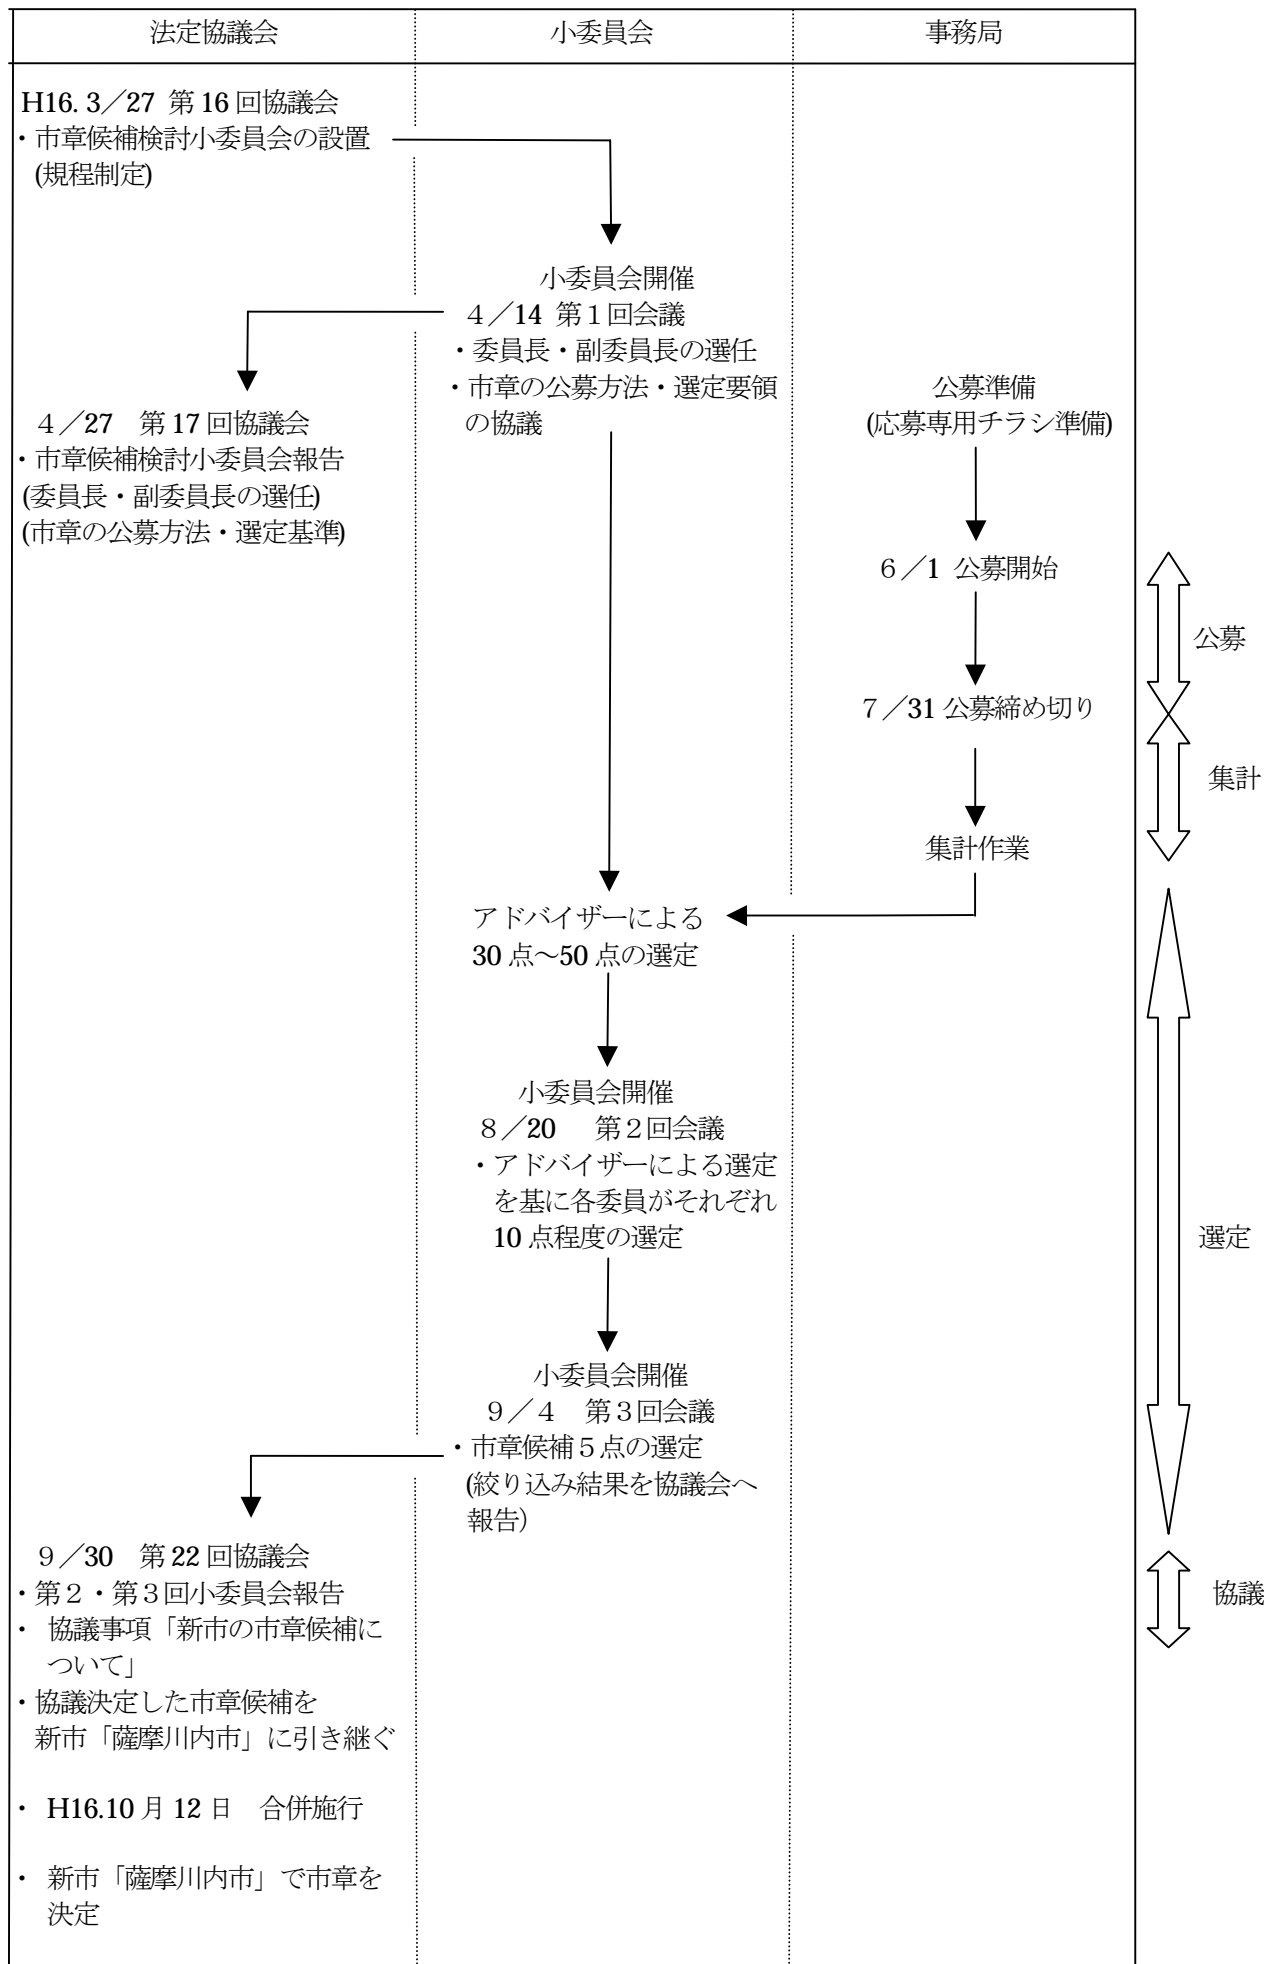 法定協議会
小委員会
事務局
H16. 3／27 第 16 回協議会
・市章候補検討小委員会の設置
(規程制定)
小委員会開催
４／14 第１回会議
・委員長・副委員長の選任
・市章の公募方法・選定要領
の協議
４／27 第 17 回協議会
・市章候補検討小委員会報告
(委員長・副委員長の選任)
(市章の公募方法・選定基準)
公募準備
(応募専用チラシ準備)
６／1 公募開始
公募
７／31 公募締め切り
集計
集計作業
アドバイザーによる
30 点～50 点の選定
小委員会開催
８／20 第２回会議
・アドバイザーによる選定
を基に各委員がそれぞれ
10 点程度の選定
選定
小委員会開催
９／４ 第３回会議
・市章候補５点の選定
(絞り込み結果を協議会へ
報告）
９／30 第 22 回協議会
・第２・第３回小委員会報告
・ 協議事項「新市の市章候補に
ついて」
・協議決定した市章候補を
新市「薩摩川内市」に引き継ぐ
協議
・ H16.10 月 12 日 合併施行
・ 新市「薩摩川内市」で市章を
決定